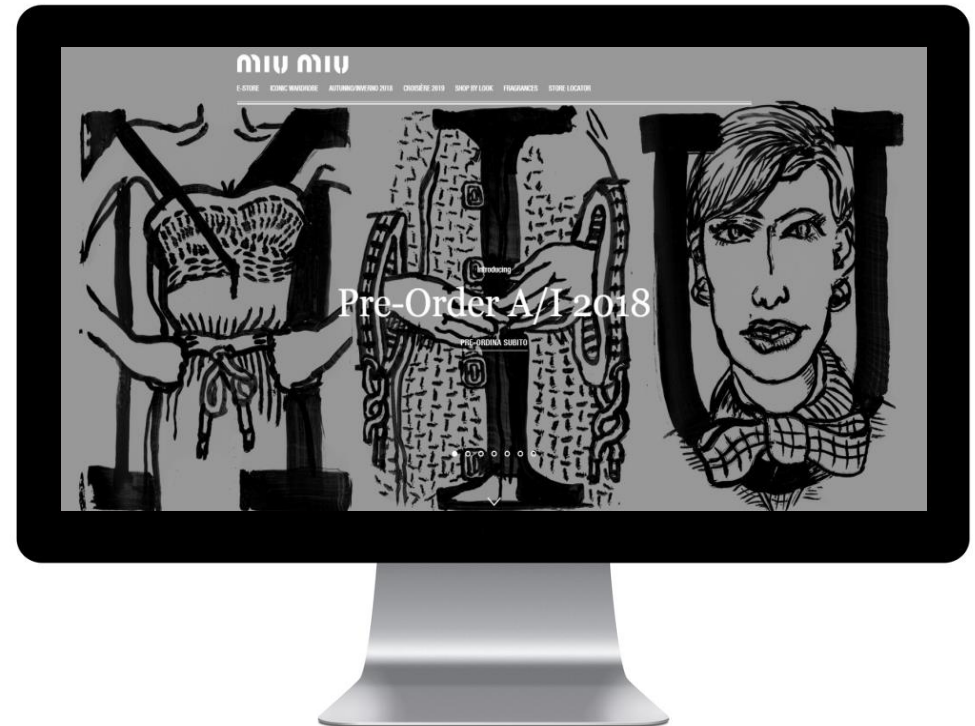 miu miu
E-STORE ICONIC WARDROBE AUTUNNO/INVERNO 2018 CROISIÈRE 2019 SHOP BY LOOK FRAGRANCES STORE LOCATOR
M I U
Introducing
Pre-Order A/I 2018
PRE-ORDINA SUBITO